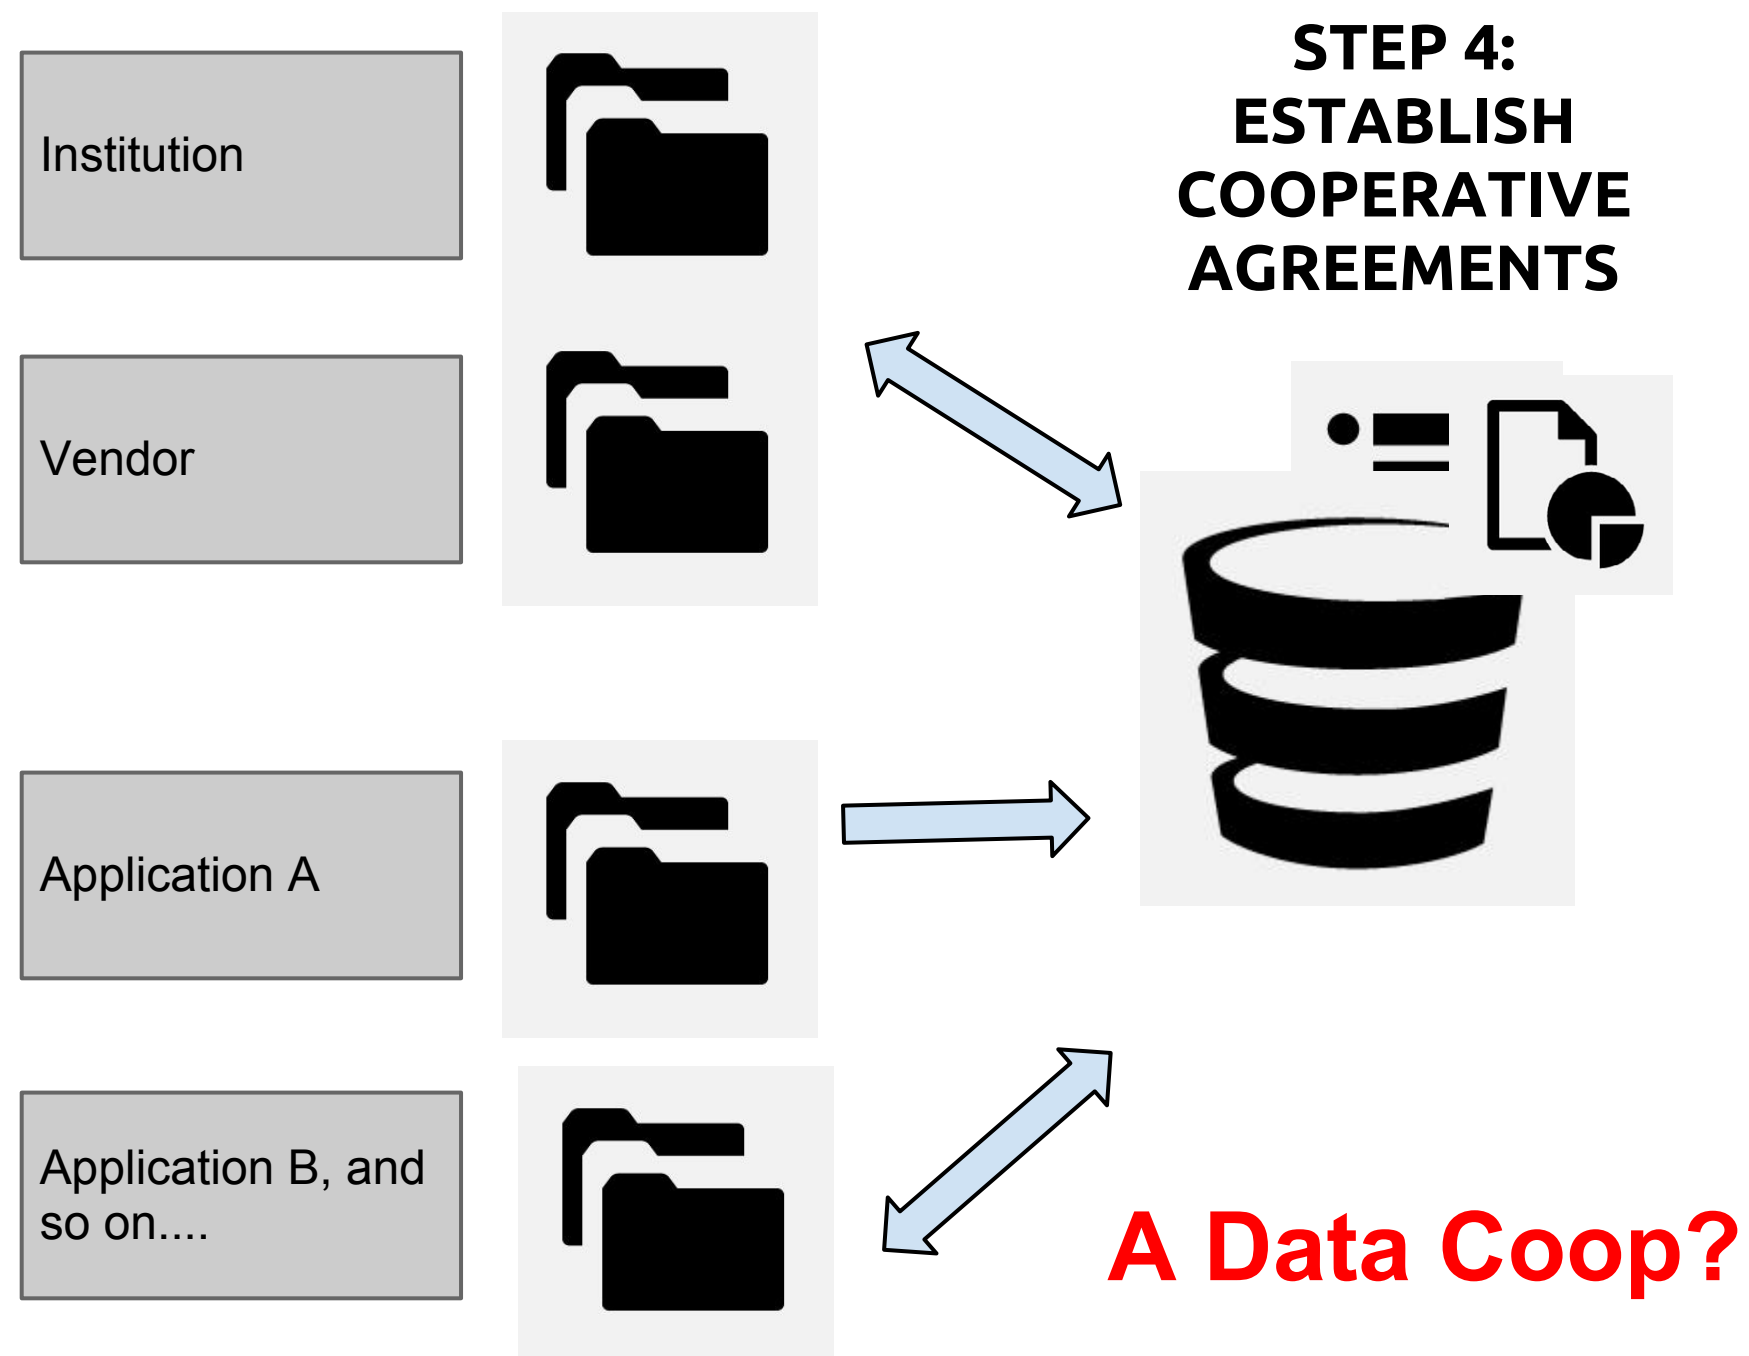 STEP 4:
ESTABLISH
COOPERATIVE
AGREEMENTS
Institution
Vendor
Application A
Application B, and
so on....
A Data Coop?